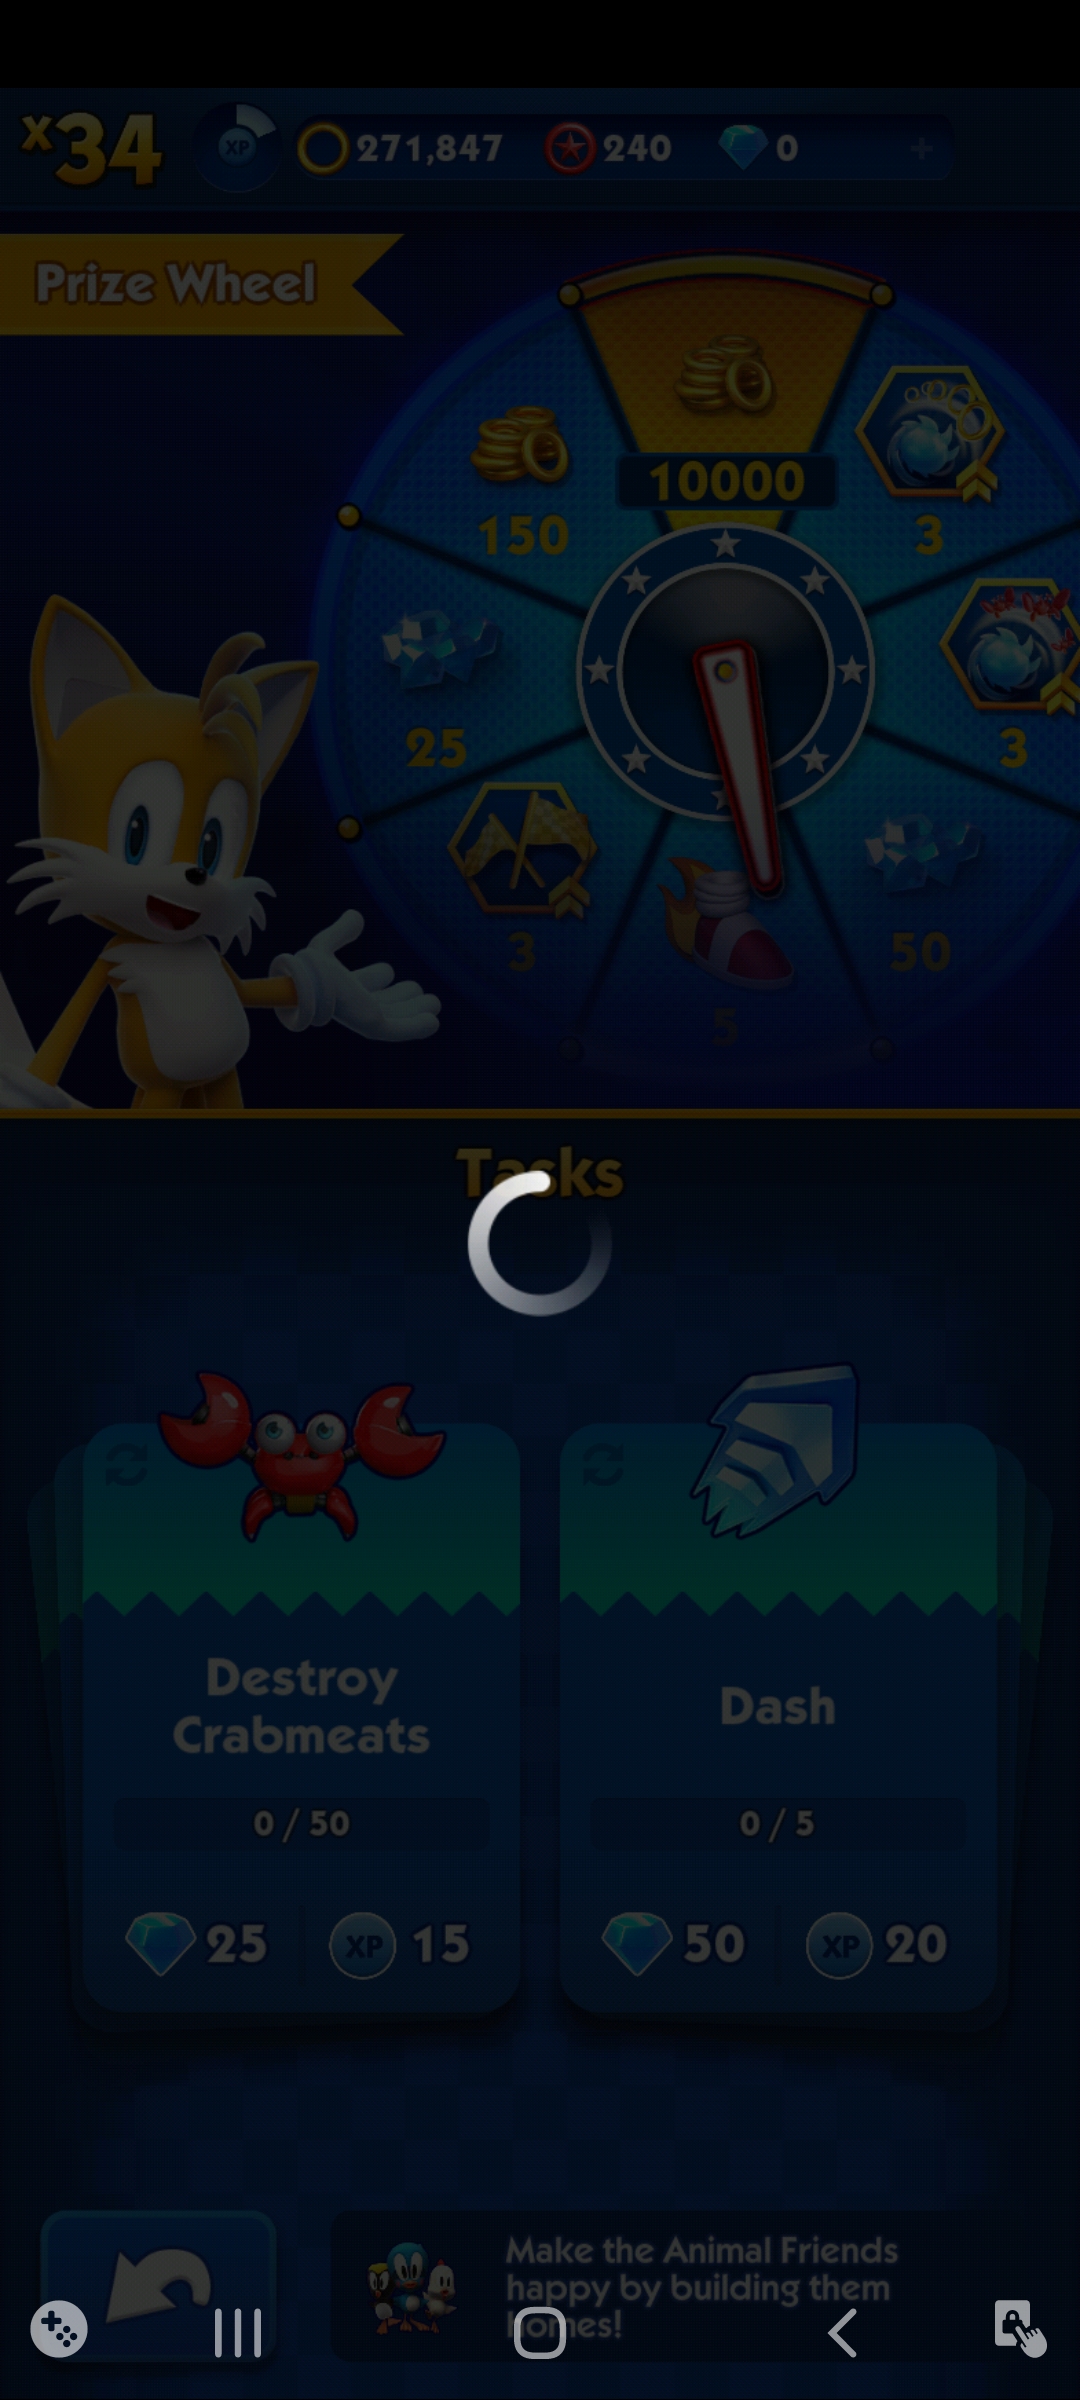 x34
XP
271,847
240
0
+
Prize Wheel
10000
150
3
25
3
3
50
5
Tasks
Destroy
Crabmeats
0 / 50
25
XP
15
Dash
0 / 5
50
XP
20
Make the Animal Friends
happy by building them
homes!